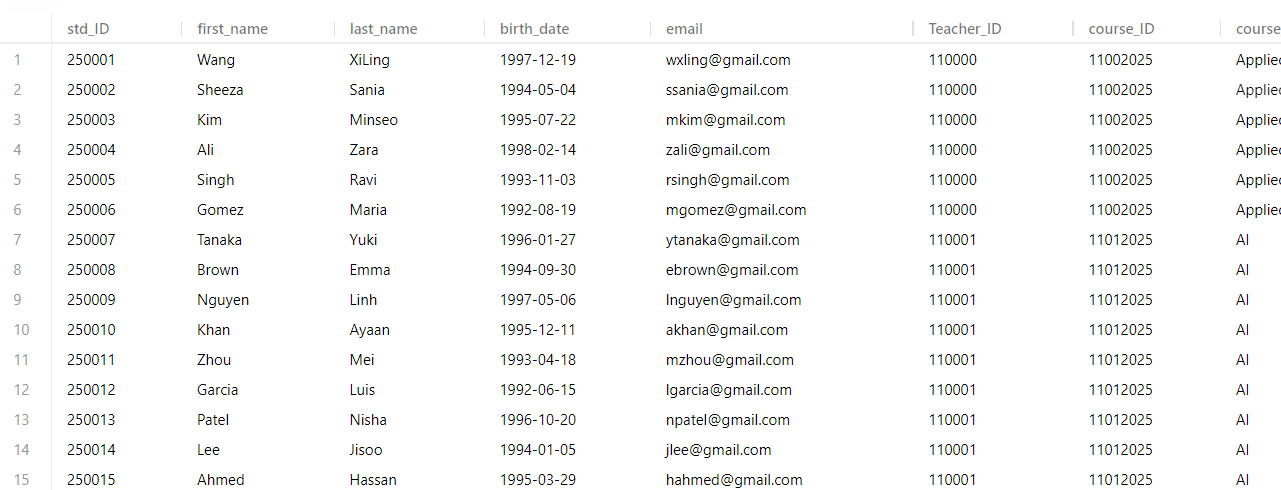 std_ID first_name last_name birth_date email Teacher_ID course_ID course
1 250001 Wang XiLing 1997-12-19 wxling@gmail.com 110000 11002025 Applied
2 250002 Sheeza Sania 1994-05-04 ssania@gmail.com 110000 11002025 Applied
3 250003 Kim Minseo 1995-07-22 mkim@gmail.com 110000 11002025 Applied
4 250004 Ali Zara 1998-02-14 zali@gmail.com 110000 11002025 Applied
5 250005 Singh Ravi 1993-11-03 rsingh@gmail.com 110000 11002025 Applied
6 250006 Gomez Maria 1992-08-19 mgomez@gmail.com 110000 11002025 Applied
7 250007 Tanaka Yuki 1996-01-27 ytanaka@gmail.com 110001 11012025 AI
8 250008 Brown Emma 1994-09-30 ebrown@gmail.com 110001 11012025 AI
9 250009 Nguyen Linh 1997-05-06 lnguyen@gmail.com 110001 11012025 AI
10 250010 Khan Ayaan 1995-12-11 akhan@gmail.com 110001 11012025 AI
11 250011 Zhou Mei 1993-04-18 mzhou@gmail.com 110001 11012025 AI
12 250012 Garcia Luis 1992-06-15 lgarcia@gmail.com 110001 11012025 AI
13 250013 Patel Nisha 1996-10-20 npatel@gmail.com 110001 11012025 AI
14 250014 Lee Jisoo 1994-01-05 jlee@gmail.com 110001 11012025 AI
15 250015 Ahmed Hassan 1995-03-29 hahmed@gmail.com 110001 11012025 AI